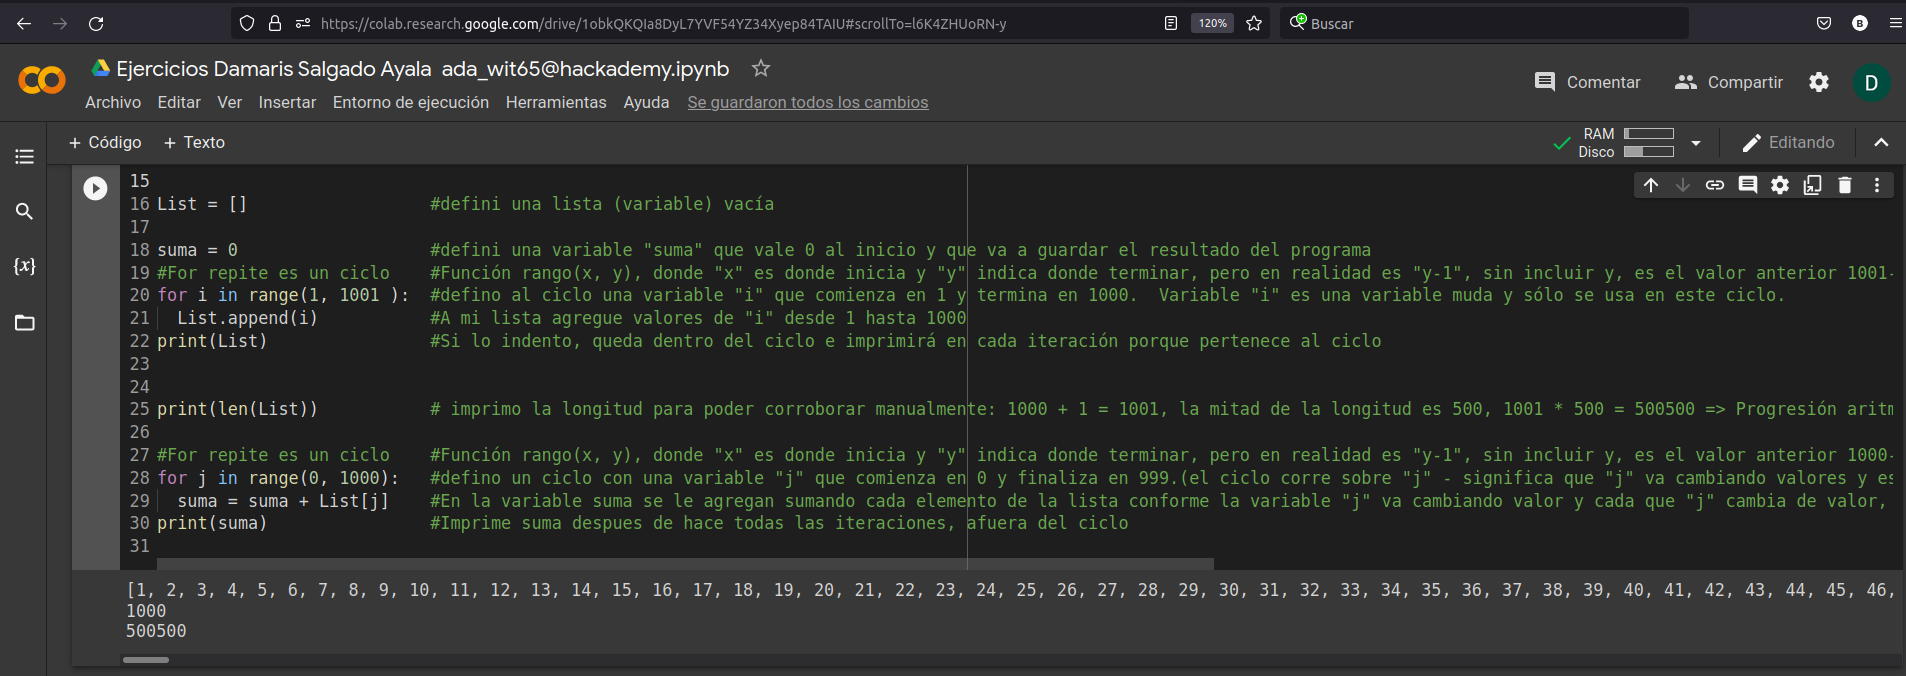 https://colab.research.google.com/drive/1obkQKQIa8DyL7YVF54YZ34Xyep84TAIU#scrollTo=l6K4ZHUoRN-y
120%
Buscar
B
Ejercicios Damaris Salgado Ayala ada_wit65@hackademy.ipynb
Archivo Editar Ver Insertar Entorno de ejecución Herramientas Ayuda Se guardaron todos los cambios
Comentar
Compartir
D
+ Código + Texto
RAM
Disco
Editando
{x}
15
16 List = [] #defini una lista (variable) vacía
17
18 suma = 0 #defini una variable "suma" que vale 0 al inicio y que va a guardar el resultado del programa
19 #For repite es un ciclo #Función rango(x, y), donde "x" es donde inicia y "y" indica donde terminar, pero en realidad es "y-1", sin incluir y, es el valor anterior 1001-
20 for i in range(1, 1001 ): #defino al ciclo una variable "i" que comienza en 1 y termina en 1000. Variable "i" es una variable muda y sólo se usa en este ciclo.
21 List.append(i) #A mi lista agregue valores de "i" desde 1 hasta 1000
22 print(List) #Si lo indento, queda dentro del ciclo e imprimirá en cada iteración porque pertenece al ciclo
23
24
25 print(len(List)) # imprimo la longitud para poder corroborar manualmente: 1000 + 1 = 1001, la mitad de la longitud es 500, 1001 * 500 = 500500 => Progresión aritm
26
27 #For repite es un ciclo #Función rango(x, y), donde "x" es donde inicia y "y" indica donde terminar, pero en realidad es "y-1", sin incluir y, es el valor anterior 1000-
28 for j in range(0, 1000): #defino un ciclo con una variable "j" que comienza en 0 y finaliza en 999.(el ciclo corre sobre "j" - significa que "j" va cambiando valores y es
29 suma = suma + List[j] #En la variable suma se le agregan sumando cada elemento de la lista conforme la variable "j" va cambiando valor y cada que "j" cambia de valor,
30 print(suma) #Imprime suma despues de hace todas las iteraciones, afuera del ciclo
31
[1, 2, 3, 4, 5, 6, 7, 8, 9, 10, 11, 12, 13, 14, 15, 16, 17, 18, 19, 20, 21, 22, 23, 24, 25, 26, 27, 28, 29, 30, 31, 32, 33, 34, 35, 36, 37, 38, 39, 40, 41, 42, 43, 44, 45, 46,
1000
500500